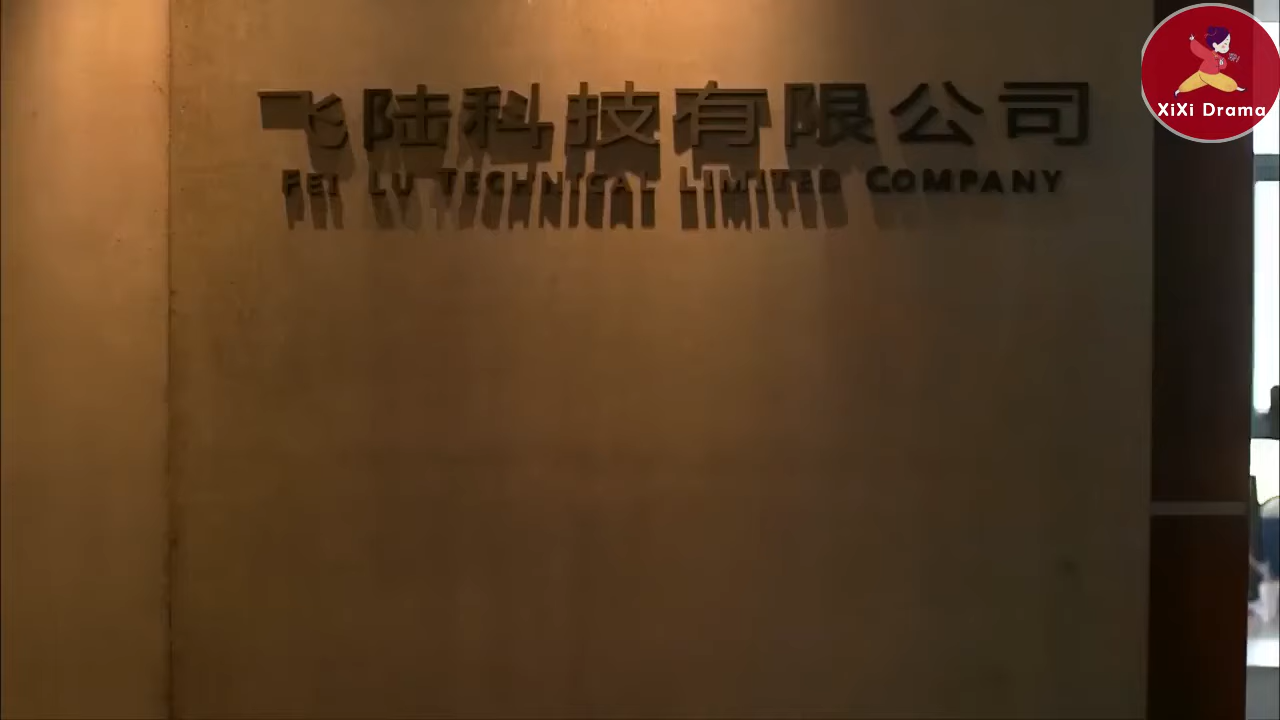 飞陆科技有限公司
FEI LU TECHNICAL LIMITED COMPANY
XiXi Drama